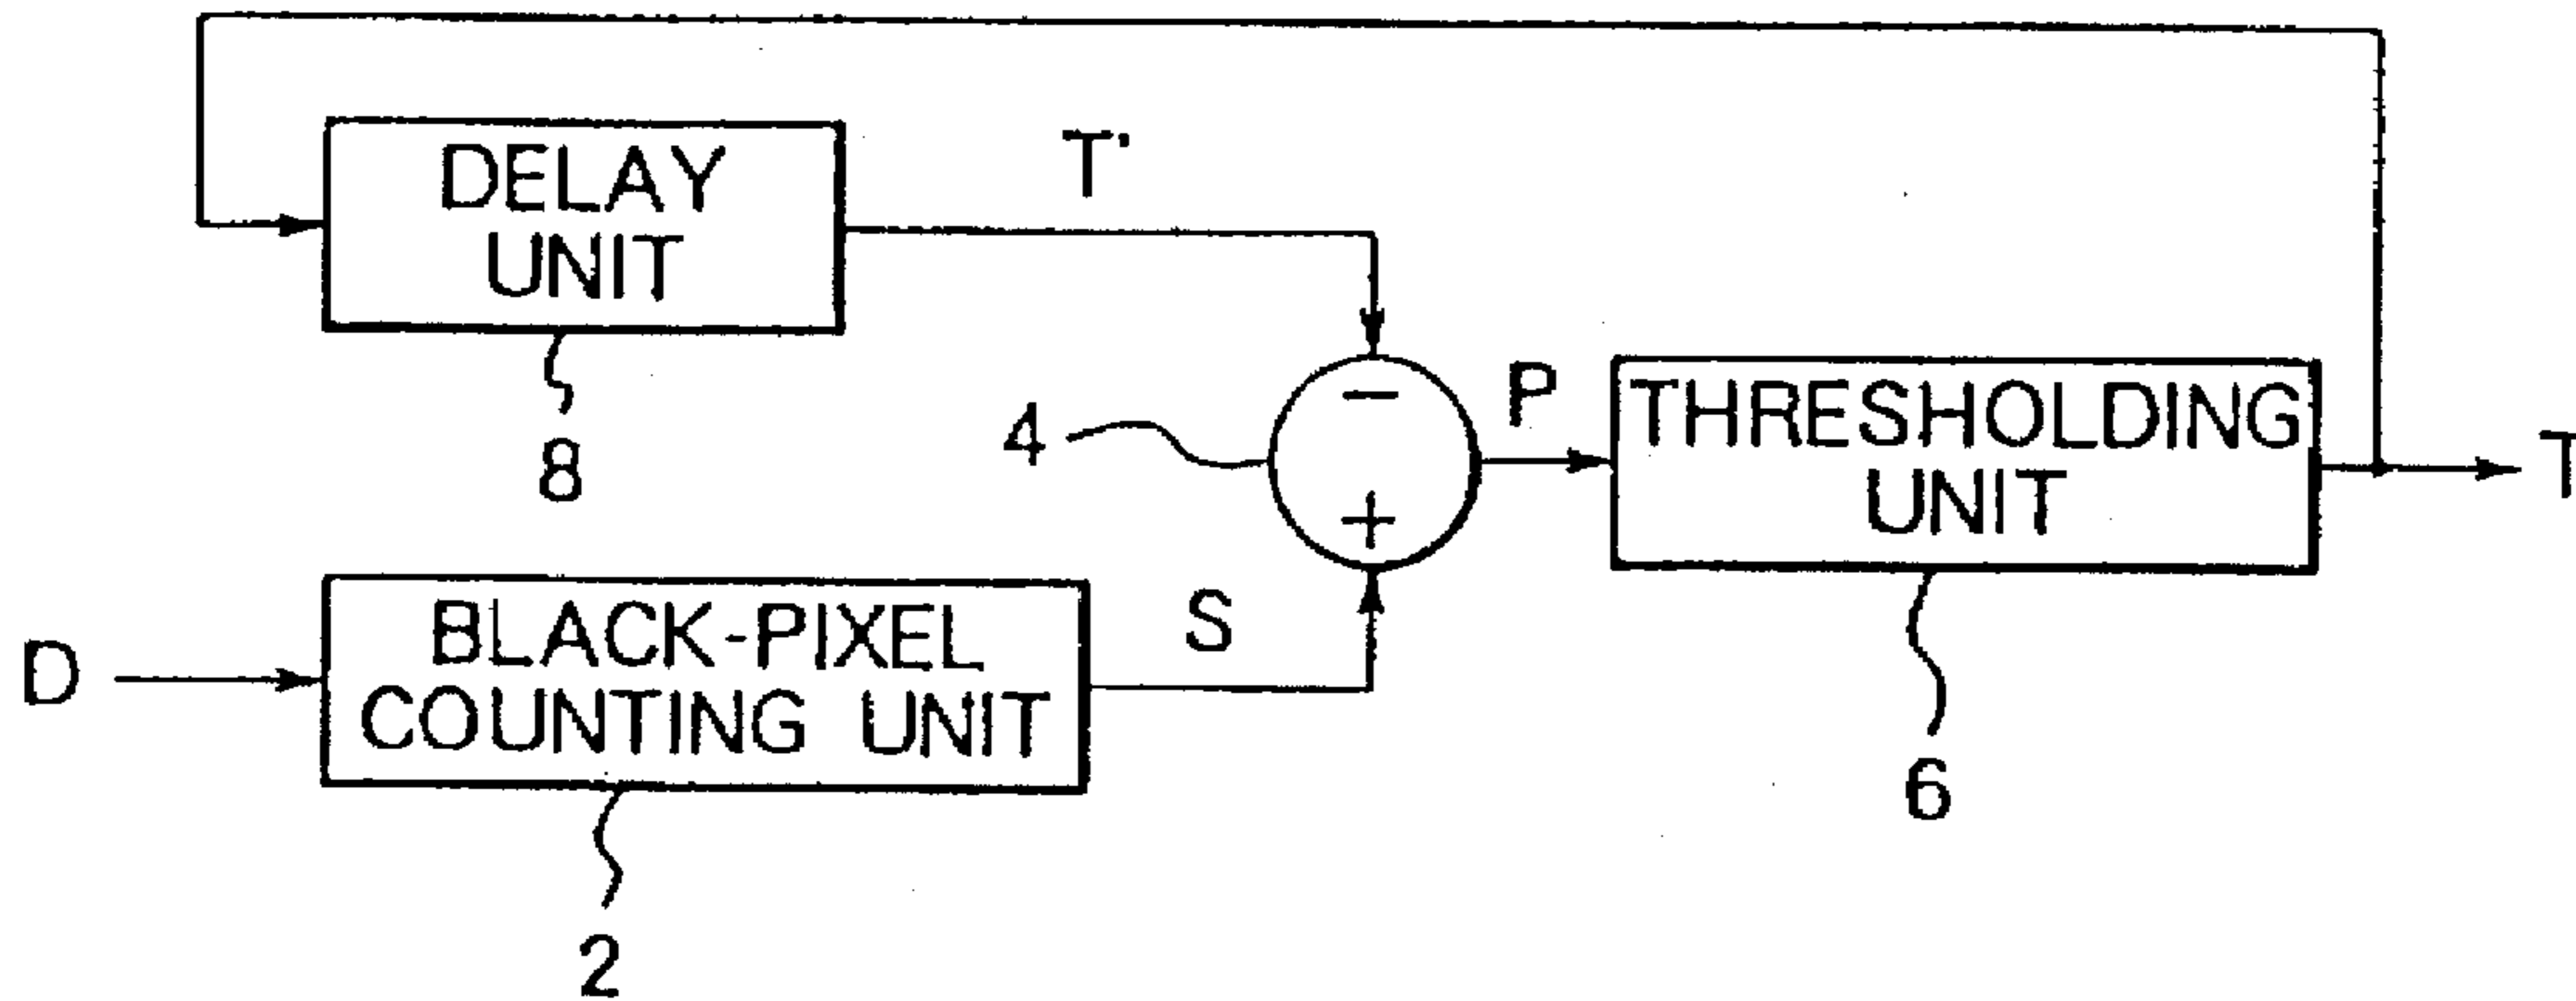 DELAY
UNIT
T'
8
4
−
+
P
THRESHOLDING
UNIT
T
6
D
BLACK-PIXEL
COUNTING UNIT
S
2